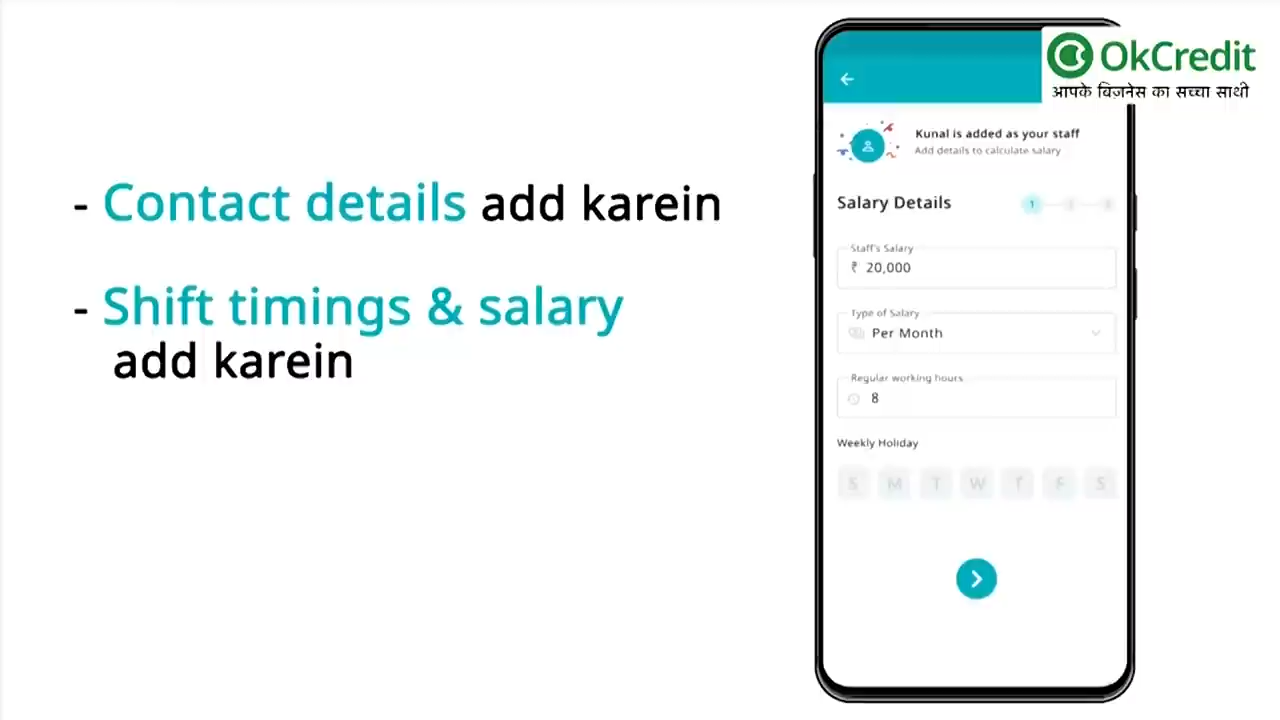 - Contact details add karein
- Shift timings & salary
add karein
OkCredit
आपके बिज़नेस का सच्चा साथी
Kunal is added as your staff
Add details to calculate salary
Salary Details
1
Staff's Salary
₹ 20,000
Type of Salary
Per Month
Regular working hours
8
Weekly Holiday
S M T W T F S